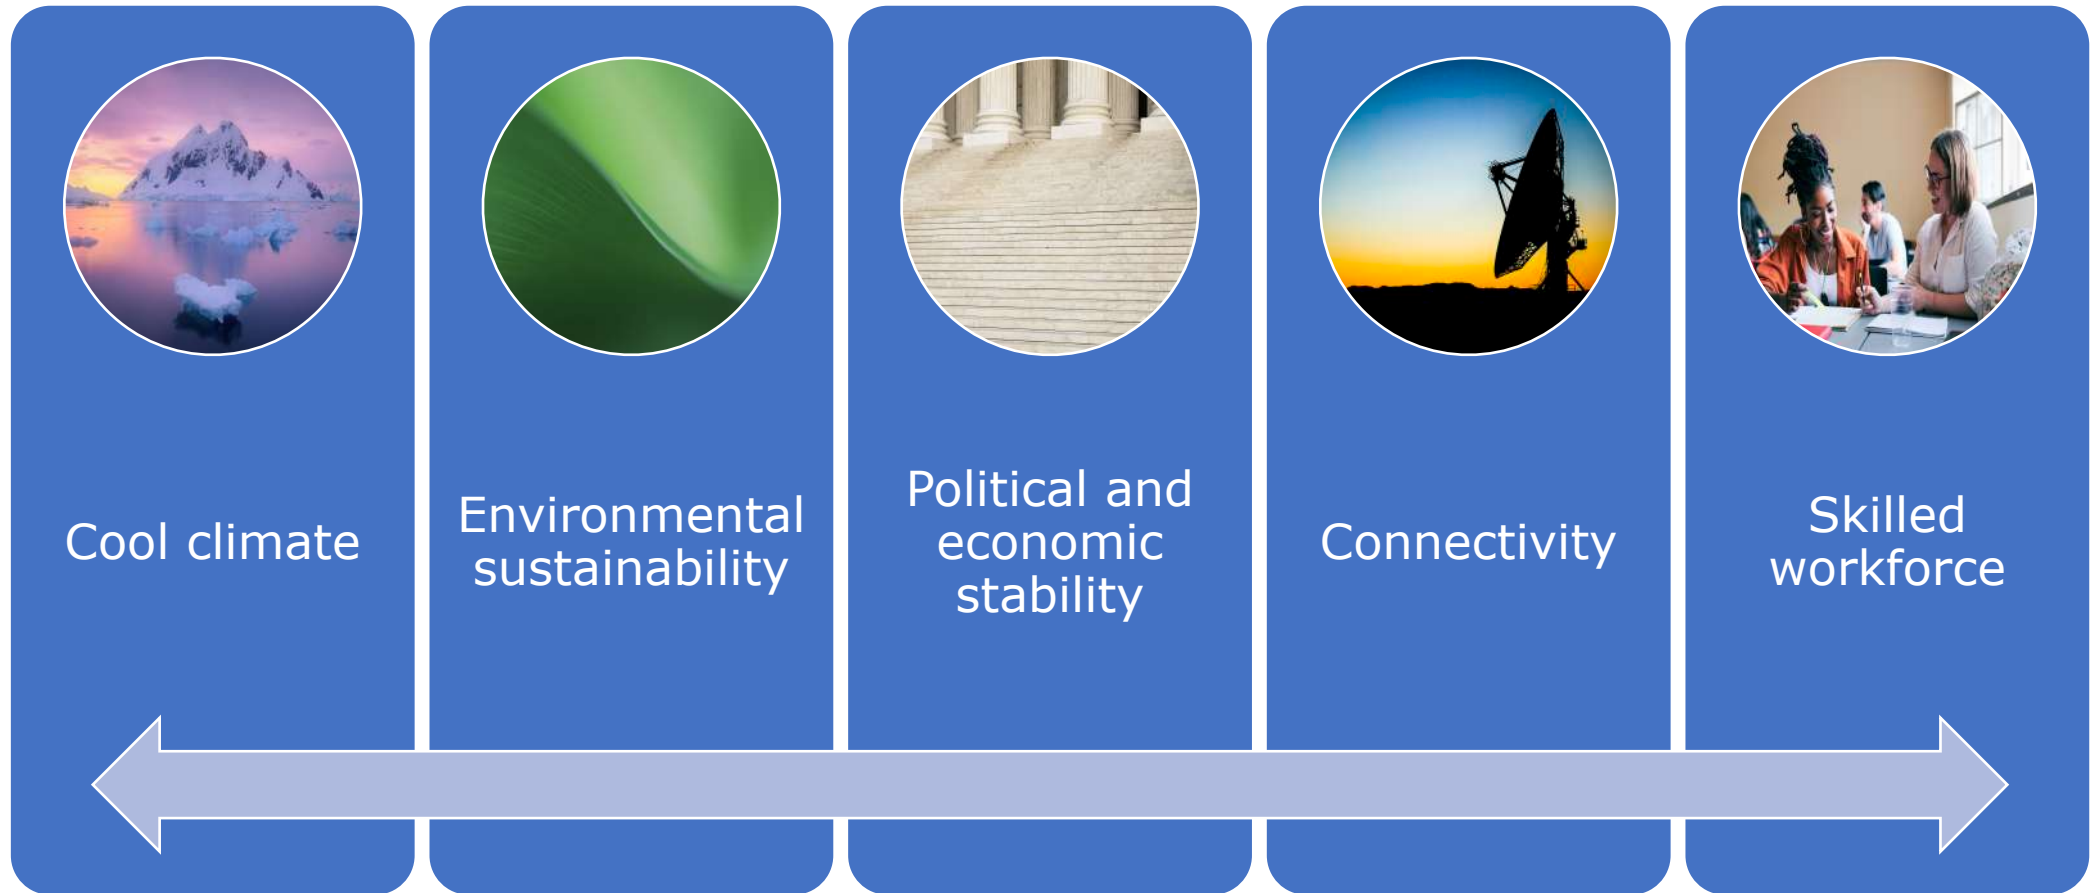 Cool climate
Environmental
sustainability
Political and
economic
stability
Connectivity
Skilled
workforce